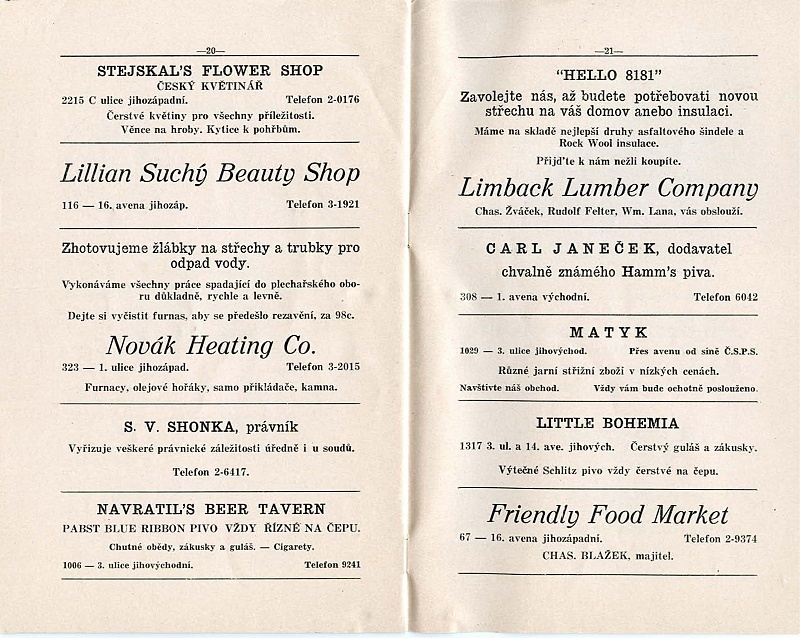 —20—
STEJSKAL'S FLOWER SHOP
ČESKÝ KVĚTINÁŘ
2215 C ulice jihozápadní. Telefon 2-0176
Čerstvé květiny pro všechny příležitosti.
Věnce na hroby. Kytice k pohřbům.
Lillian Suchý Beauty Shop
116 — 16. avena jihozáp. Telefon 3-1921
Zhotovujeme žlábky na střechy a trubky pro
odpad vody.
Vykonáváme všechny práce spadající do plechařského obo-
ru důkladně, rychle a levně.
Dejte si vyčistit furnas, aby se předešlo rezavění, za 98c.
Novák Heating Co.
323 — 1. ulice jihozápad. Telefon 3-2015
Furnacy, olejové hořáky, samo přikládače, kamna.
S. V. SHONKA, právník
Vyřizuje veškeré právnické záležitosti úředně i u soudů.
Telefon 2-6417.
NAVRATIL'S BEER TAVERN
PABST BLUE RIBBON PIVO VŽDY ŘÍZNÉ NA ČEPU.
Chutné obědy, zákusky a guláš. — Cigarety.
1006 — 3. ulice jihovýchodní. Telefon 9241
—21—
"HELLO 8181"
Zavolejte nás, až budete potřebovati novou
střechu na váš domov anebo insulaci.
Máme na skladě nejlepší druhy asfaltového šindele a
Rock Wool insulace.
Přijď'te k nám nežli koupíte.
Limback Lumber Company
Chas. Žváček, Rudolf Felter, Wm. Lana, vás obslouží.
CARL JANEČEK, dodavatel
chvalně známého Hamm's piva.
308 — 1. avena východní. Telefon 6042
MATYK
1029 — 3. ulice jihovýchod. Přes avenu od síně Č.S.P.S.
Různé jarní střižní zboží v nízkých cenách.
Navštivte náš obchod. Vždy vám bude ochotně poslouženo.
LITTLE BOHEMIA
1317 3. ul. a 14. ave. jihových. Čerstvý guláš a zákusky.
Výtečné Schlitz pivo vždy čerstvé na čepu.
Friendly Food Market
67 — 16. avena jihozápadní. Telefon 2-9374
CHAS. BLAŽEK, majitel.